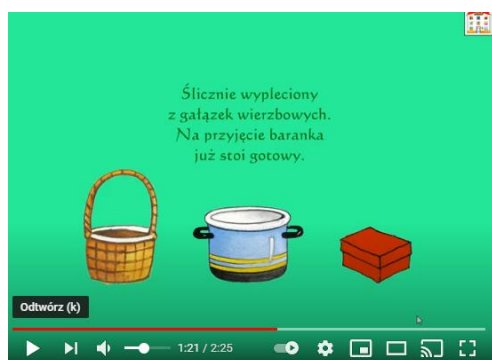 Ślicznie wypleciony
z gałązek wierzbowych.
Na przyjęcie baranka
już stoi gotowy.
Odtwórz (k)
1:21 / 2:25